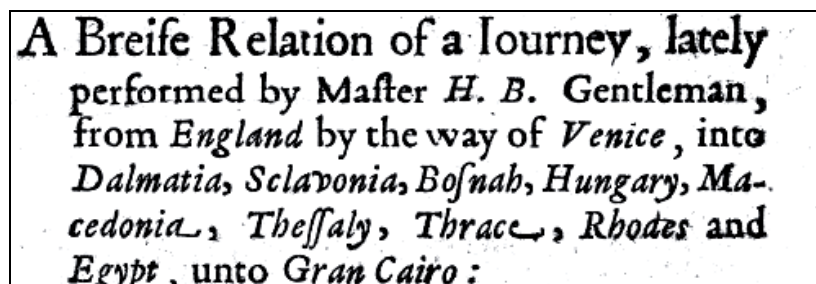 A Breife Relation of a Iourney, lately
performed by Maſter H. B. Gentleman,
from England by the way of Venice, into
Dalmatia, Sclavonia, Boſnah, Hungary, Ma-
cedonia, Theſſaly, Thrace, Rhodes and
Egypt, unto Gran Cairo: